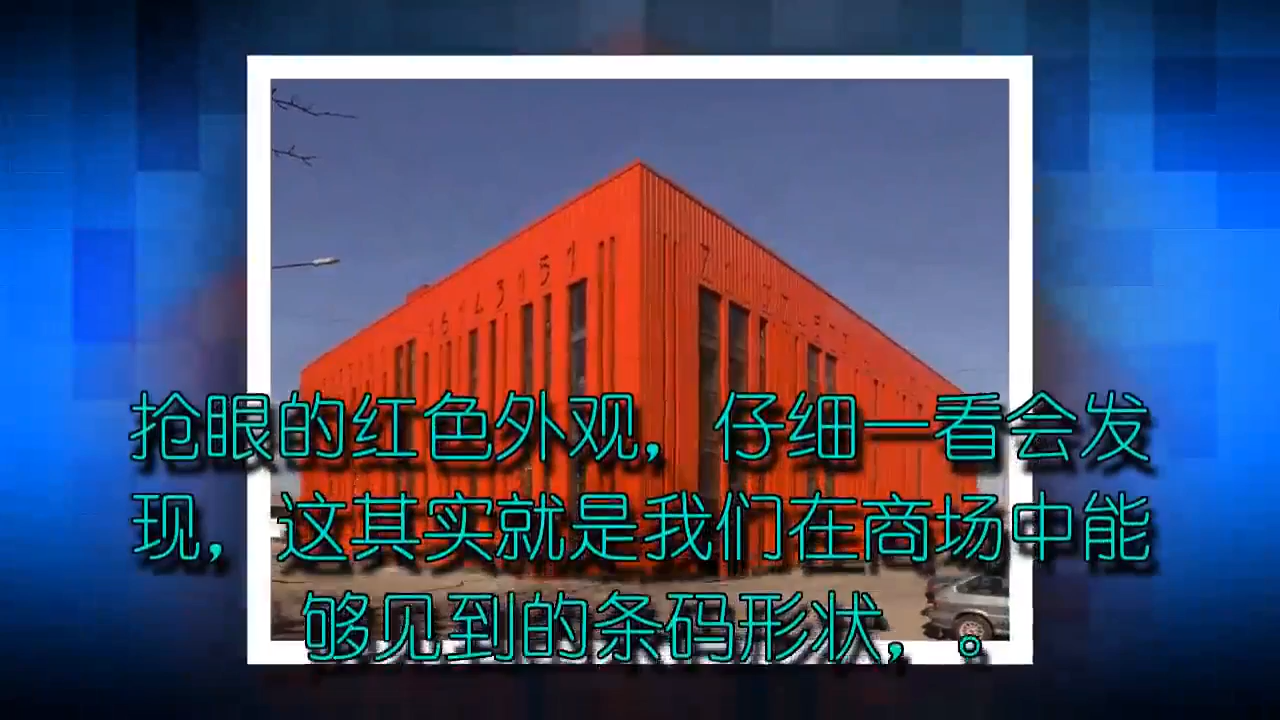 16143151
抢眼的红色外观，仔细一看会发
现，这其实就是我们在商场中能
够见到的条码形状，。